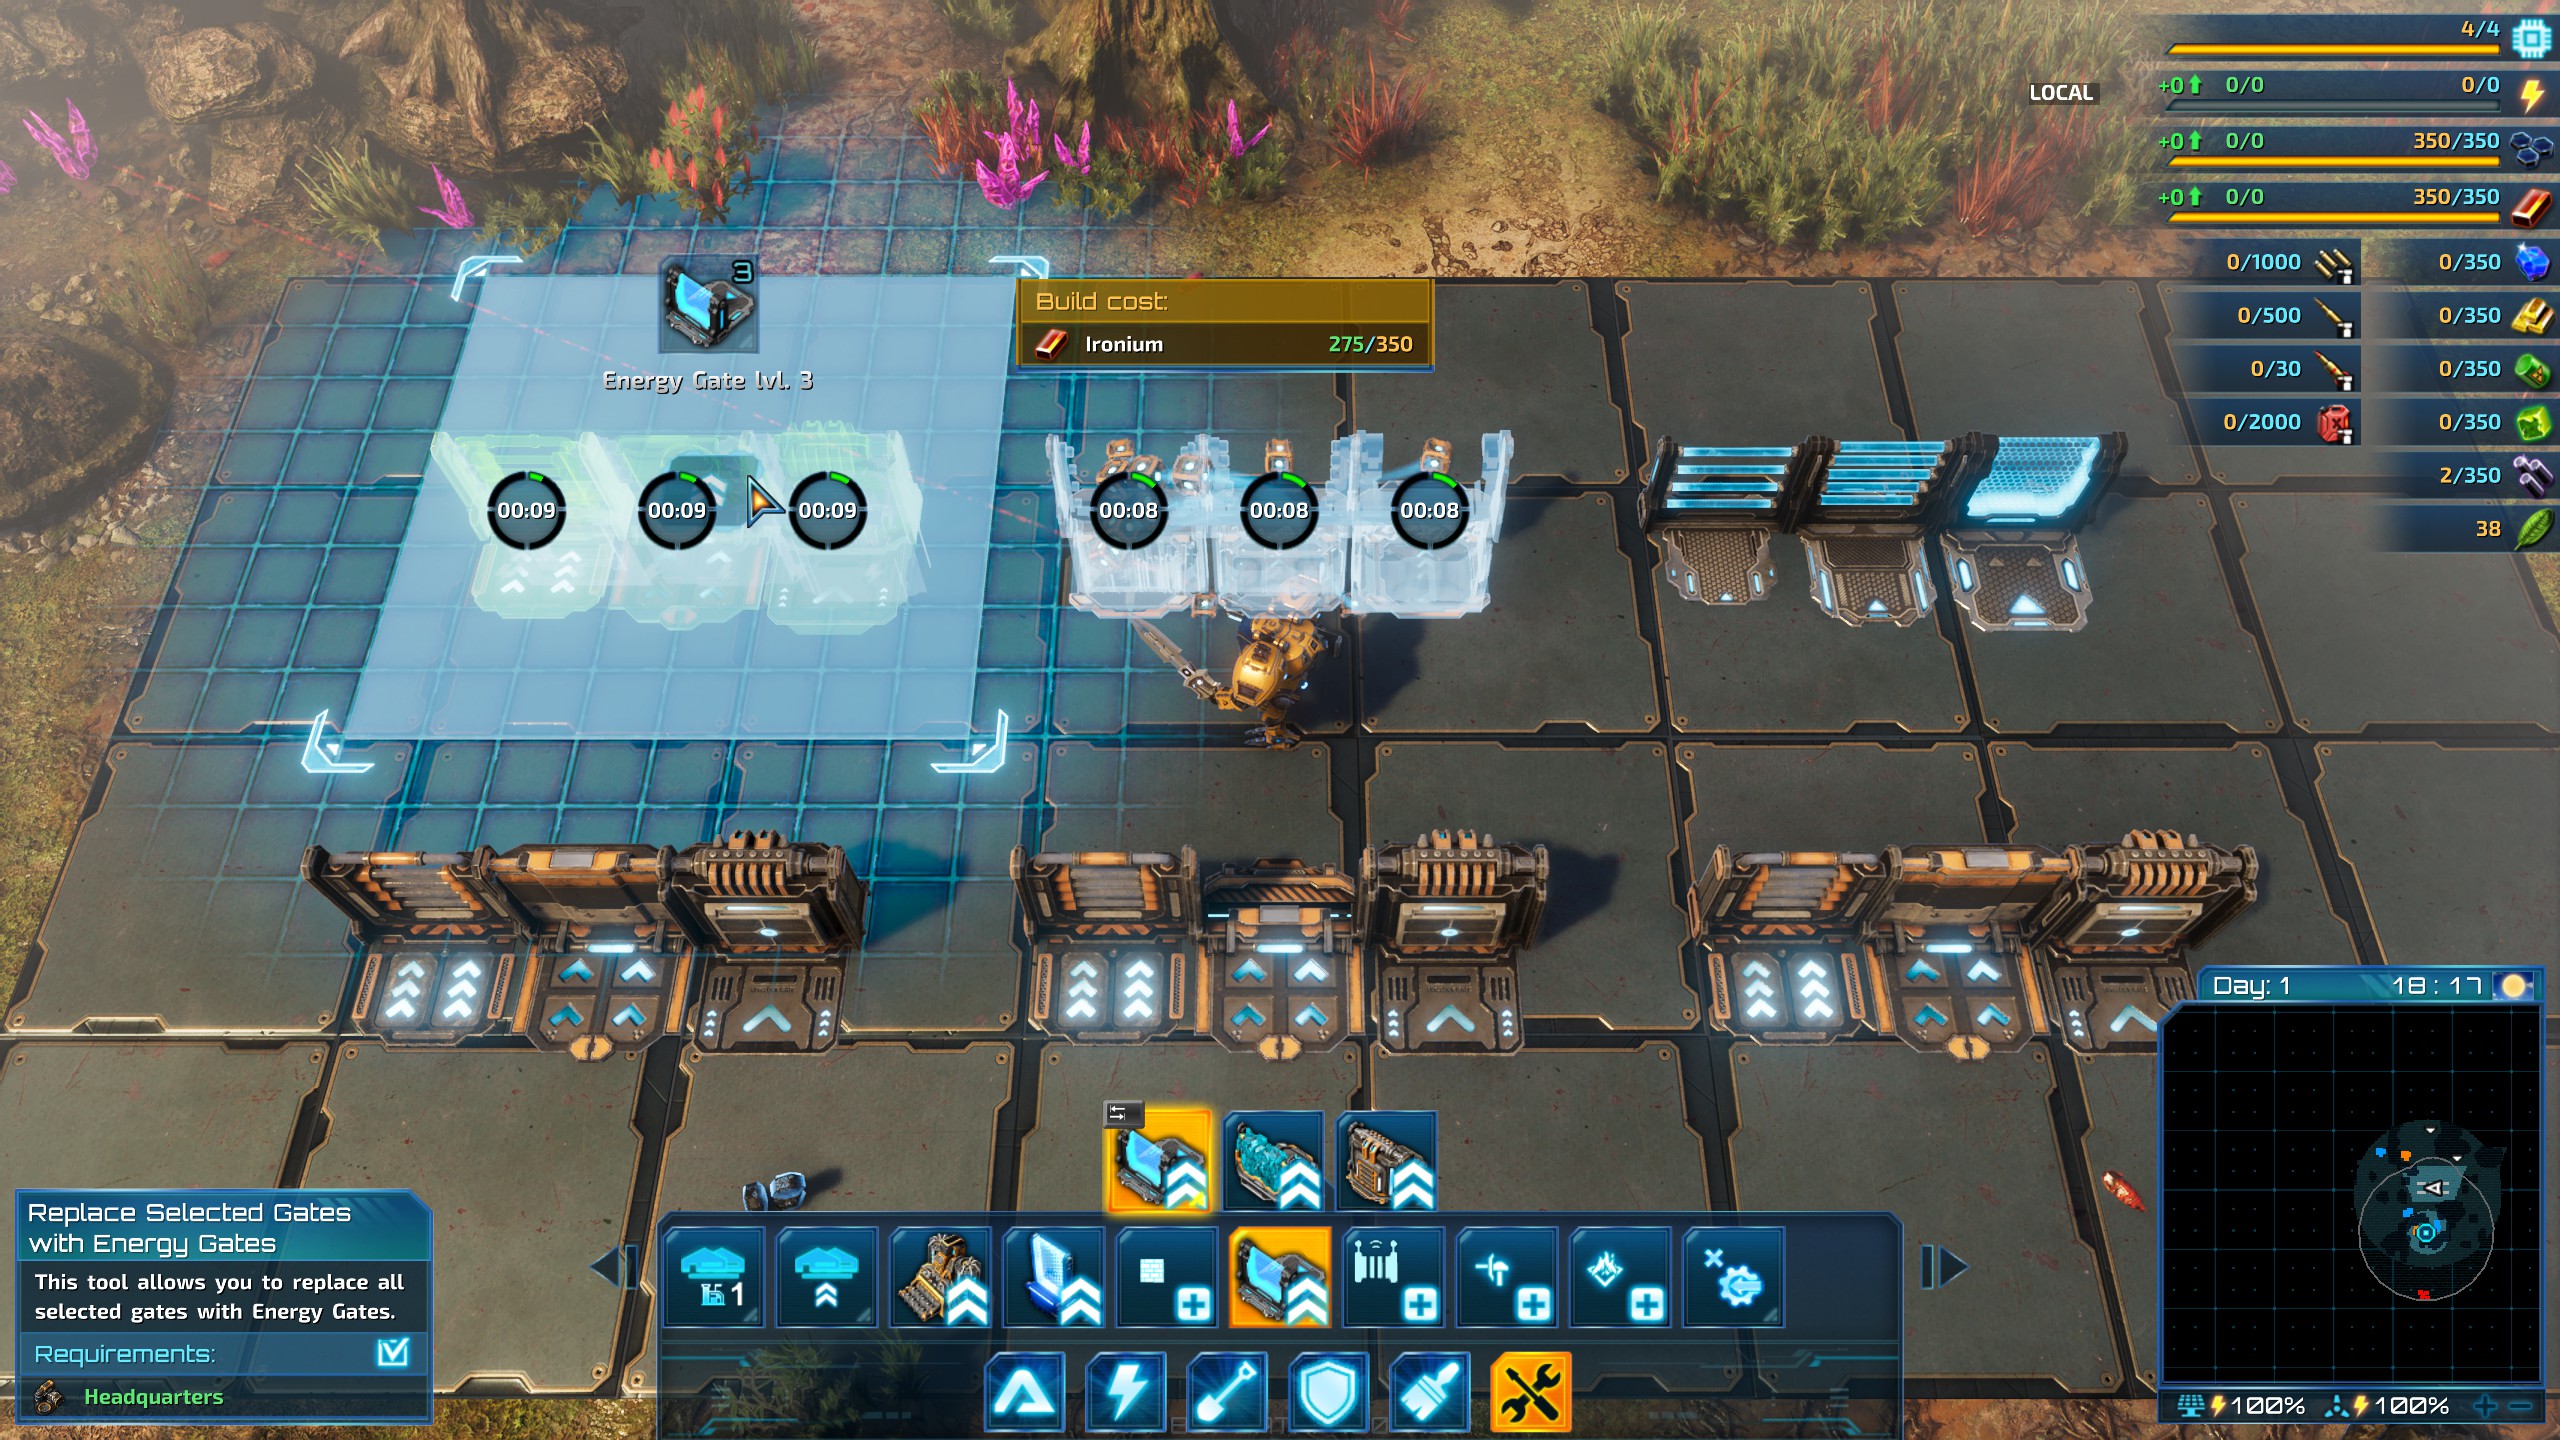 4/4
LOCAL
+0 0/0 0/0
+0 0/0 350/350
+0 0/0 350/350
0/1000 0/350
0/500 0/350
0/30 0/350
0/2000 0/350
2/350
38
3
Energy Gate lvl. 3
Build cost:
Ironium 275/350
00:09 00:09 00:09 00:08 00:08 00:08
Day: 1 18:17
Replace Selected Gates
with Energy Gates
This tool allows you to replace all
selected gates with Energy Gates.
Requirements:
Headquarters
1
100% 100%